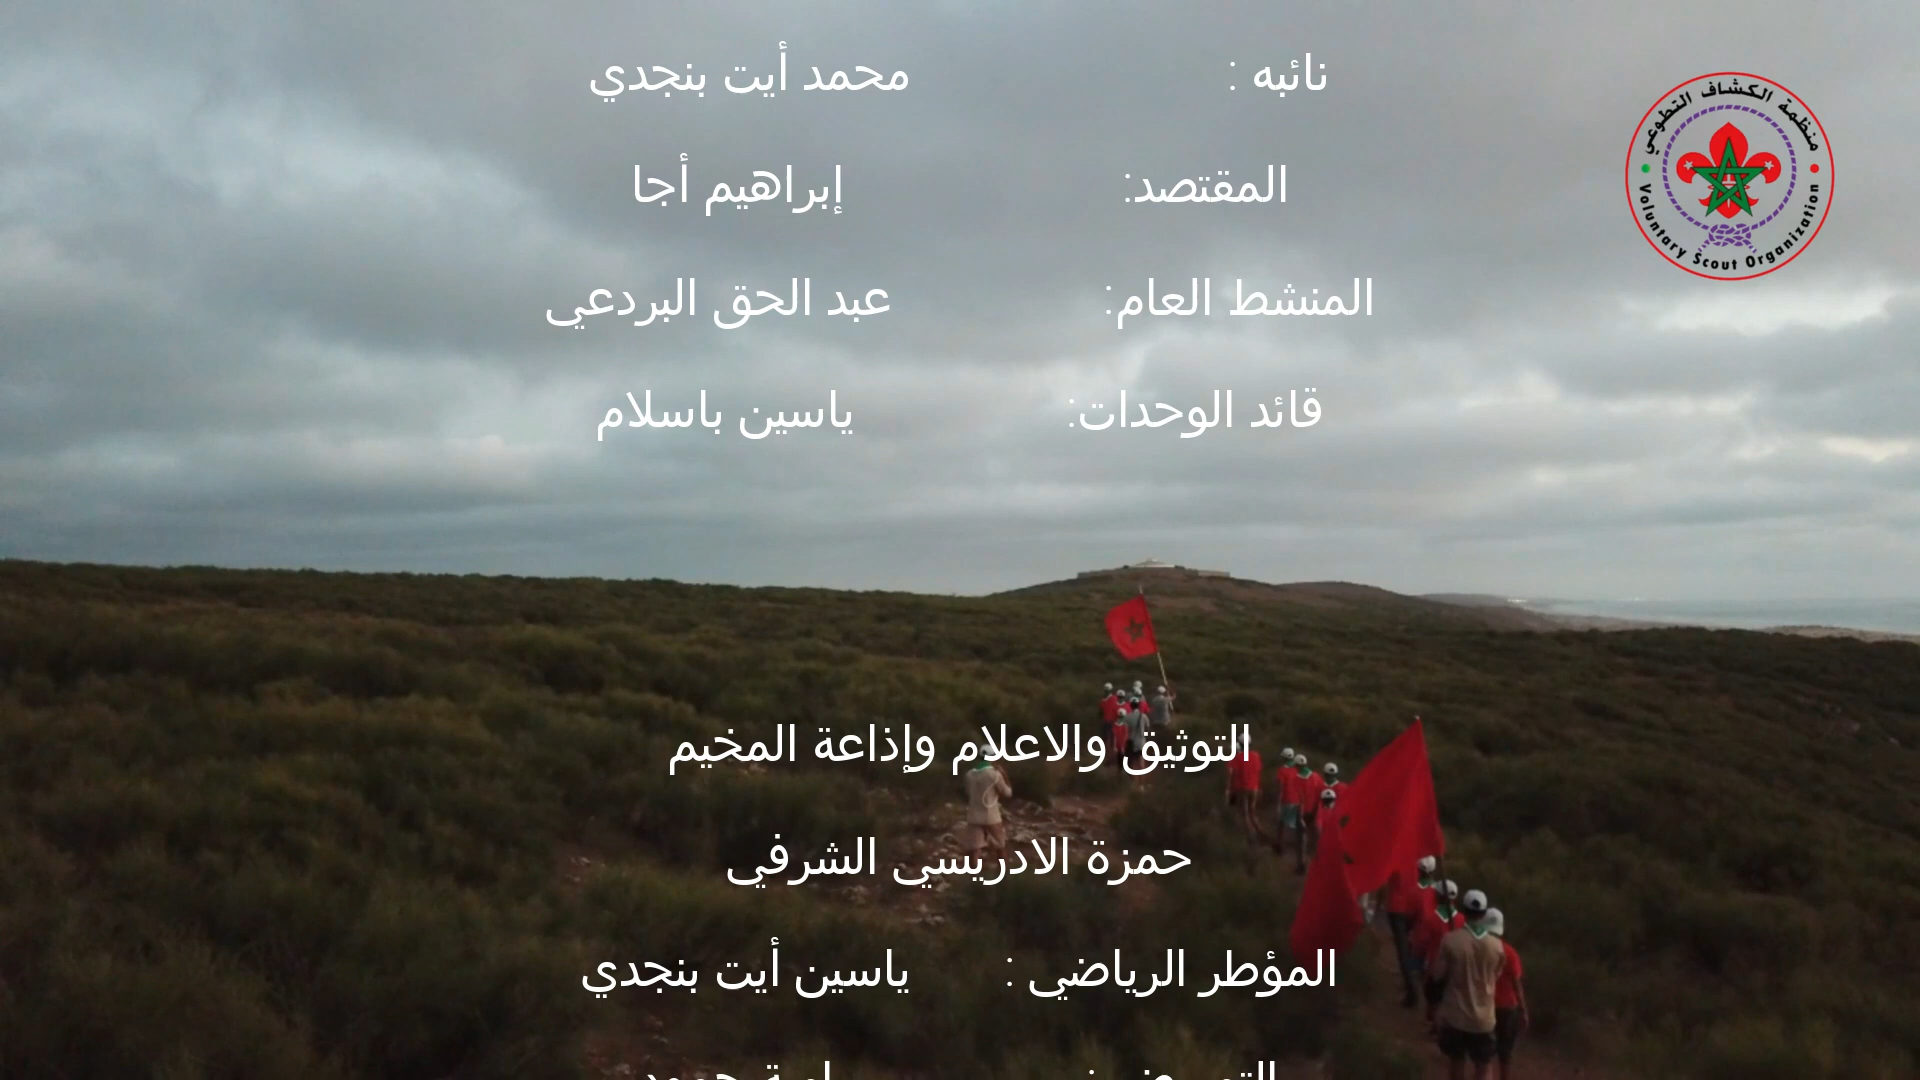 نائبه : محمد أيت بنجدي
المقتصد: إبراهيم أجا
المنشط العام: عبد الحق البردعي
قائد الوحدات: ياسين باسلام
التوثيق والاعلام وإذاعة المخيم
حمزة الادريسي الشرفي
المؤطر الرياضي : ياسين أيت بنجدي
منظمة الكشاف التطوعي
Voluntary Scout Organization